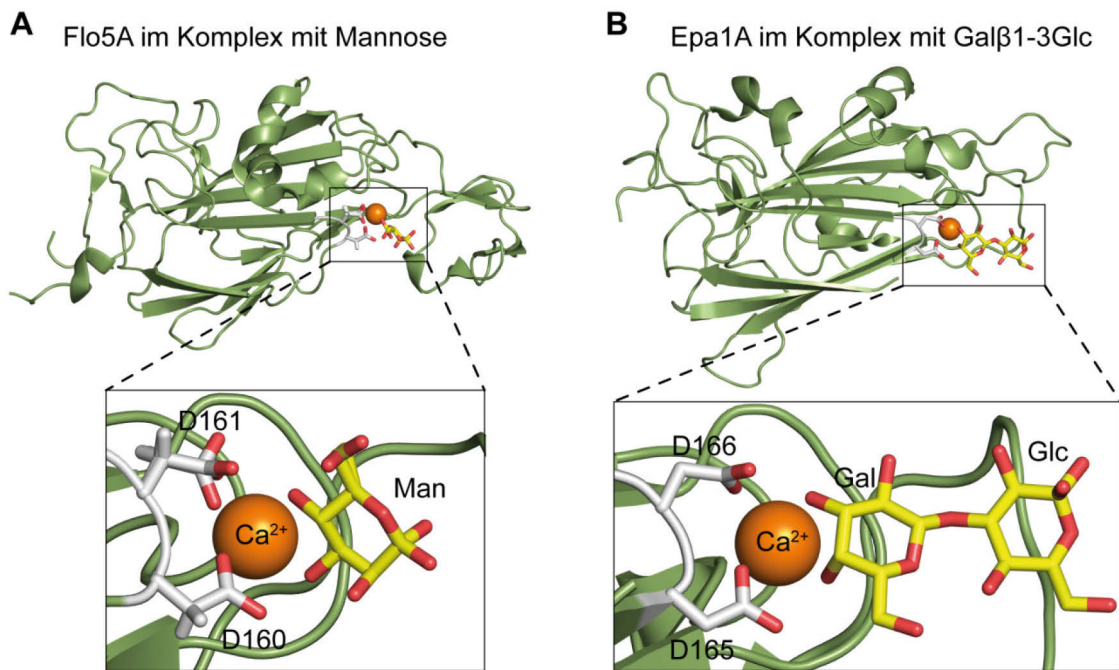 A
Flo5A im Komplex mit Mannose
D161
Man
Ca²⁺
D160
B
Epa1A im Komplex mit Galβ1-3Glc
D166
Gal
Glc
Ca²⁺
D165